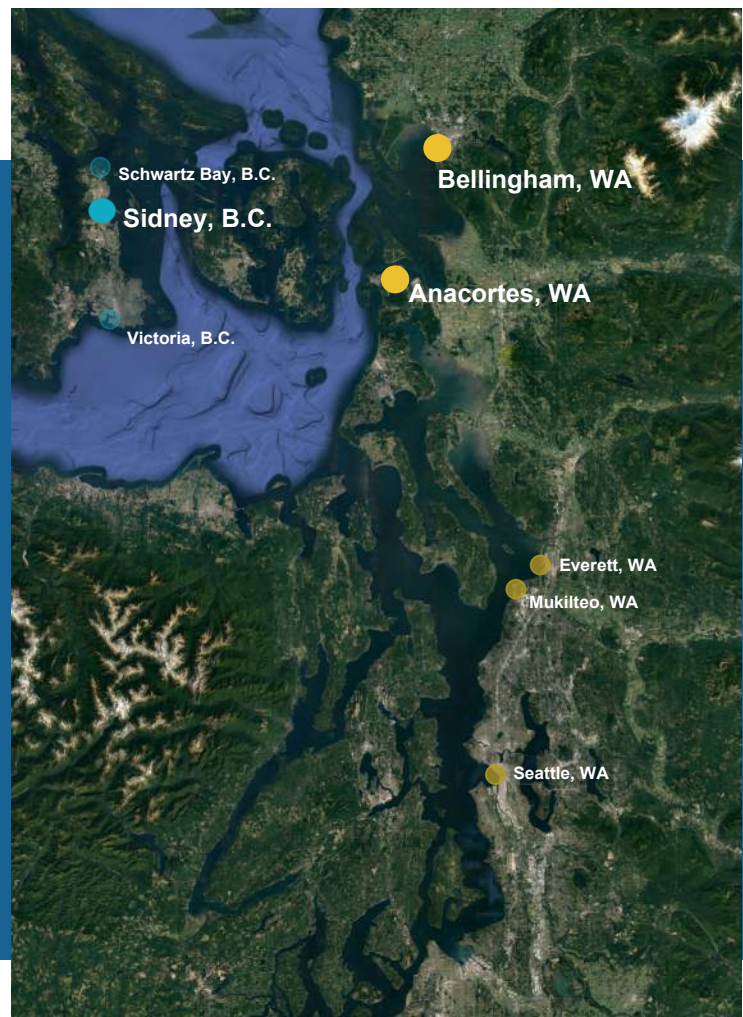 Schwartz Bay, B.C.
Bellingham, WA
Sidney, B.C.
Anacortes, WA
Victoria, B.C.
Everett, WA
Mukilteo, WA
Seattle, WA